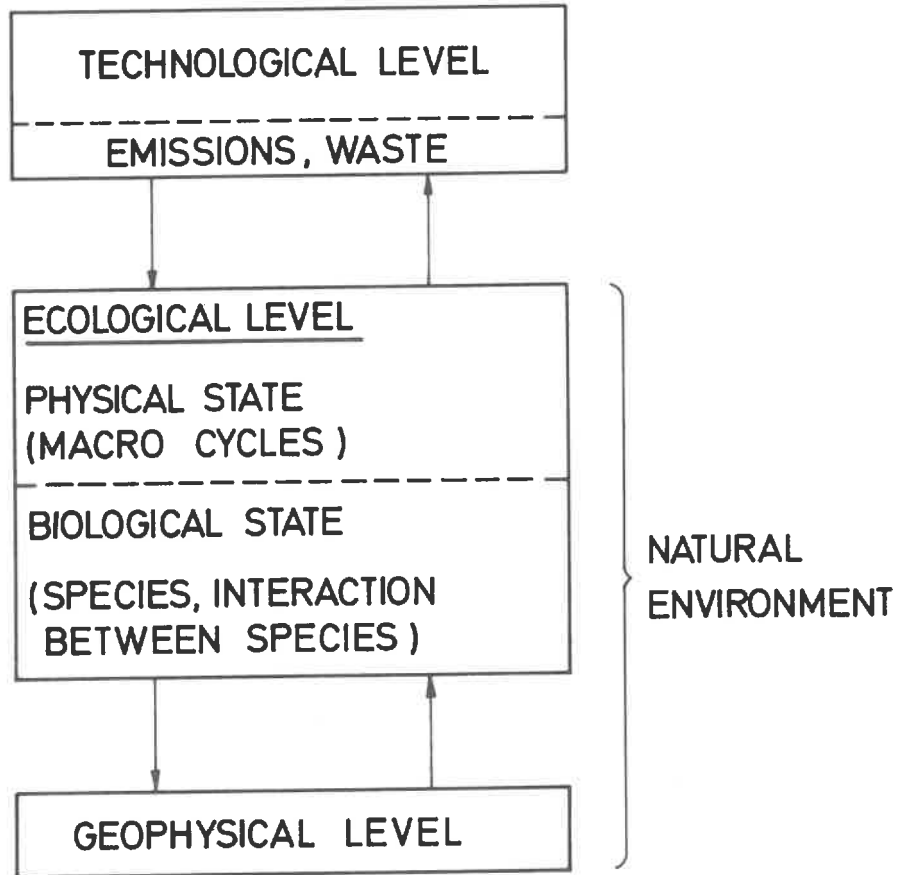 TECHNOLOGICAL LEVEL
EMISSIONS, WASTE
ECOLOGICAL LEVEL
PHYSICAL STATE
(MACRO CYCLES)
BIOLOGICAL STATE
(SPECIES, INTERACTION
BETWEEN SPECIES)
NATURAL
ENVIRONMENT
GEOPHYSICAL LEVEL